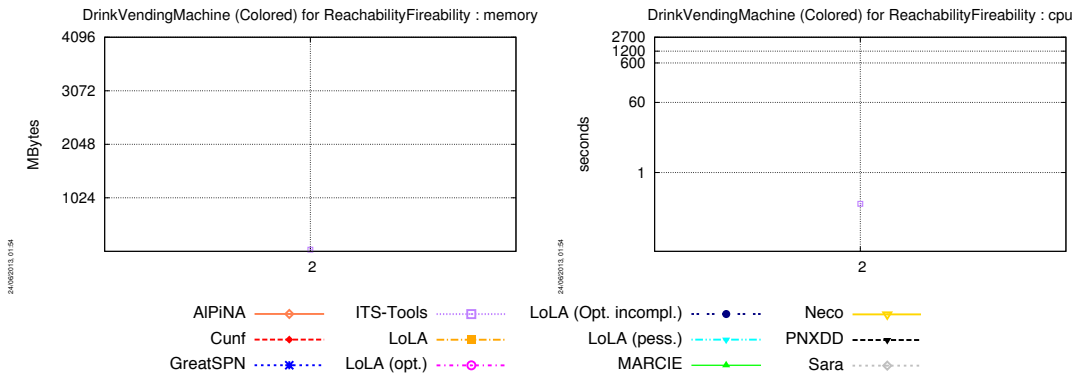 DrinkVendingMachine (Colored) for ReachabilityFireability : memory
4096
3072
2048
1024
MBytes
2
24/06/2013, 01:54
DrinkVendingMachine (Colored) for ReachabilityFireability : cpu
2700
1200
600
60
1
seconds
2
24/06/2013, 01:54
AlPiNA
Cunf
GreatSPN
ITS-Tools
LoLA
LoLA (opt.)
LoLA (Opt. incompl.)
LoLA (pess.)
MARCIE
Neco
PNXDD
Sara